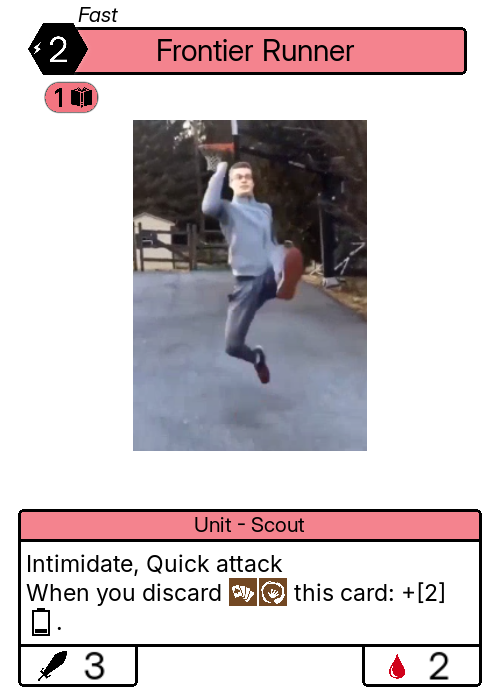 Fast
2
Frontier Runner
1
Unit - Scout
Intimidate, Quick attack
When you discard this card: +[2]
.
3
2